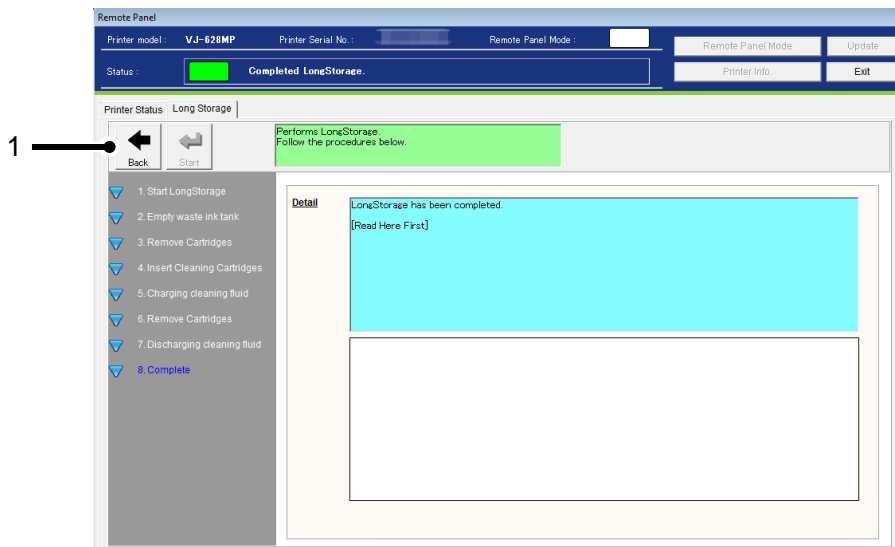 Remote Panel
Printer model : VJ-628MP Printer Serial No. : Remote Panel Mode :
Remote Panel Mode Update
Status : Completed LongStorage.
Printer Info. Exit
Printer Status Long Storage
1
Back Start
Performs LongStorage.
Follow the procedures below.
1. Start LongStorage
2. Empty waste ink tank
3. Remove Cartridges
4. Insert Cleaning Cartridges
5. Charging cleaning fluid
6. Remove Cartridges
7. Discharging cleaning fluid
8. Complete
Detail
LongStorage has been completed.
[Read Here First]